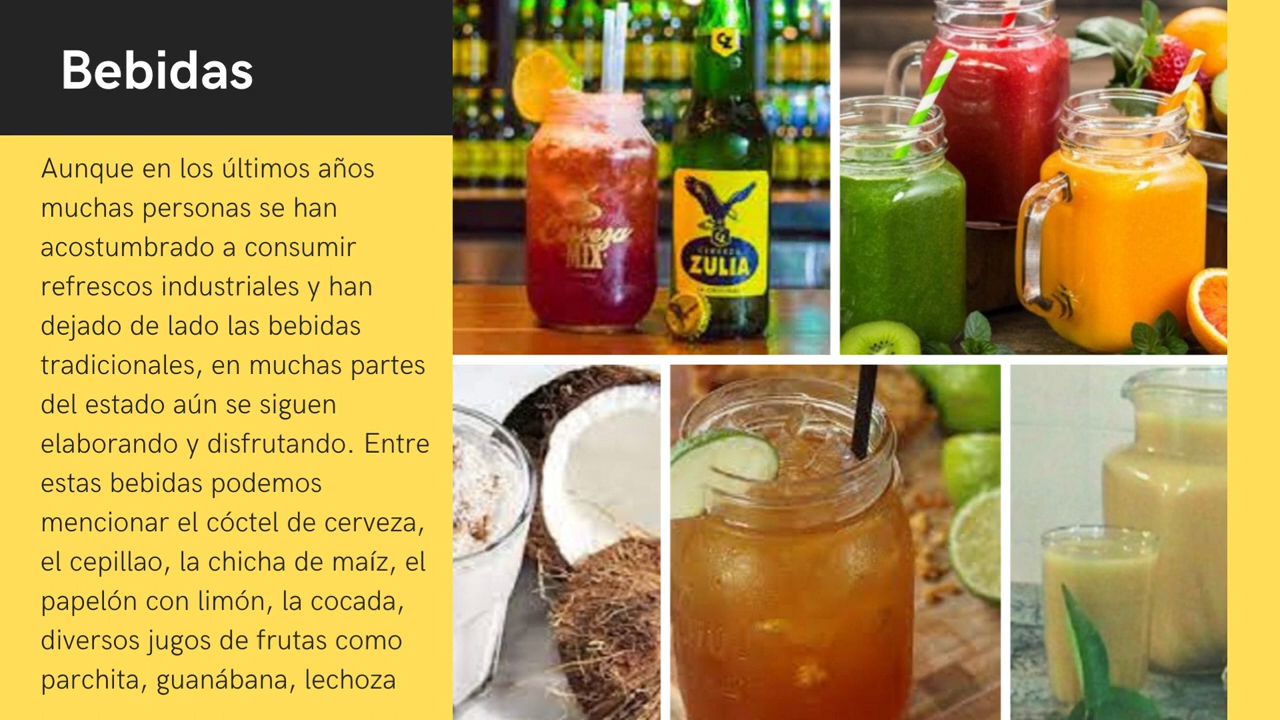 Bebidas
Aunque en los últimos años
muchas personas se han
acostumbrado a consumir
refrescos industriales y han
dejado de lado las bebidas
tradicionales, en muchas partes
del estado aún se siguen
elaborando y disfrutando. Entre
estas bebidas podemos
mencionar el cóctel de cerveza,
el cepillao, la chicha de maíz, el
papelón con limón, la cocada,
diversos jugos de frutas como
parchita, guanábana, lechoza
Cerveza
MIX
CERVEZA
ZULIA